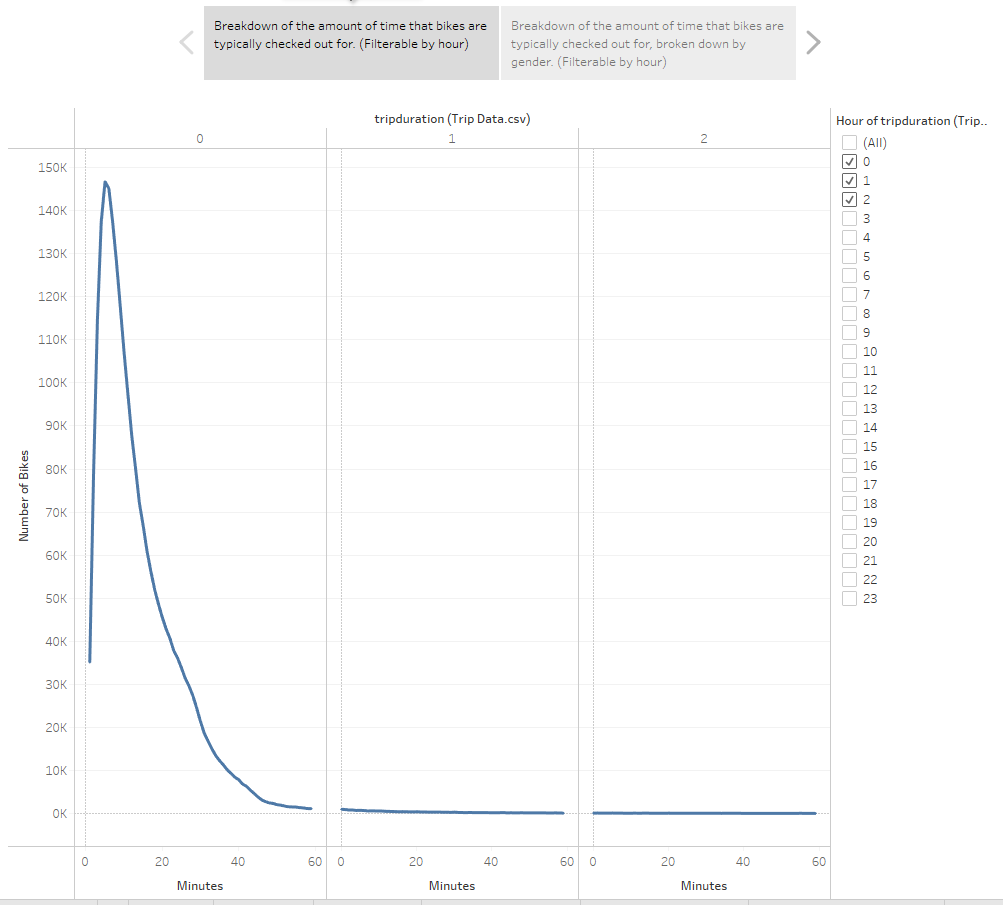 Breakdown of the amount of time that bikes are
typically checked out for. (Filterable by hour)
Breakdown of the amount of time that bikes are
typically checked out for, broken down by
gender. (Filterable by hour)
tripduration (Trip Data.csv)
0 1 2
150K
140K
130K
120K
110K
100K
90K
80K
70K
60K
50K
40K
30K
20K
10K
0K
Number of Bikes
0 20 40 60 0 20 40 60 0 20 40 60
Minutes Minutes Minutes
Hour of tripduration (Trip..
(All)
0
1
2
3
4
5
6
7
8
9
10
11
12
13
14
15
16
17
18
19
20
21
22
23